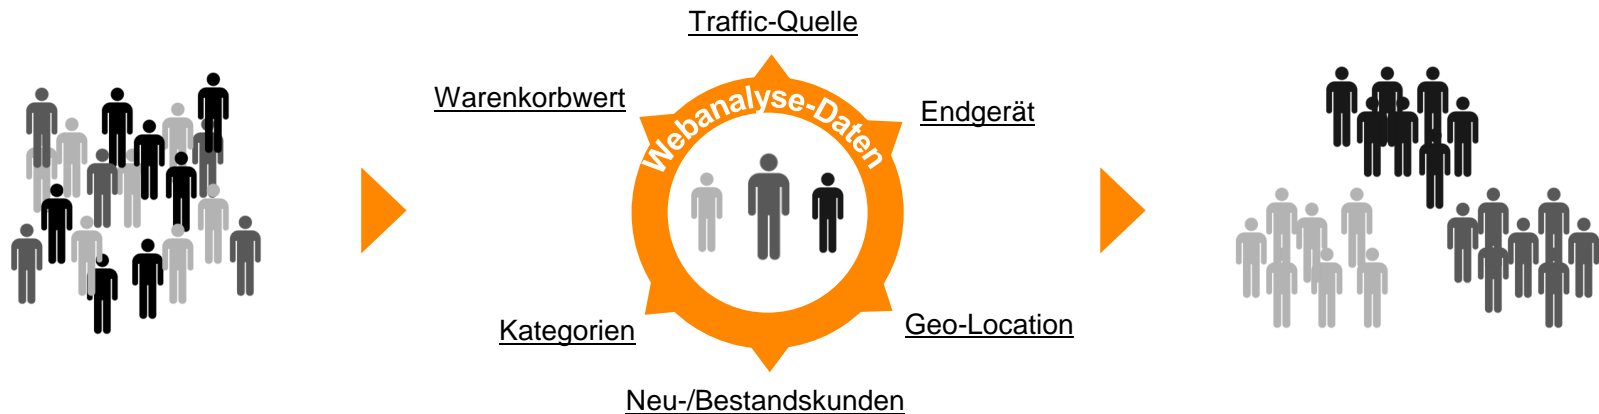 Traffic-Quelle
Warenkorbwert
Webanalyse-Daten
Endgerät
Kategorien
Geo-Location
Neu-/Bestandskunden